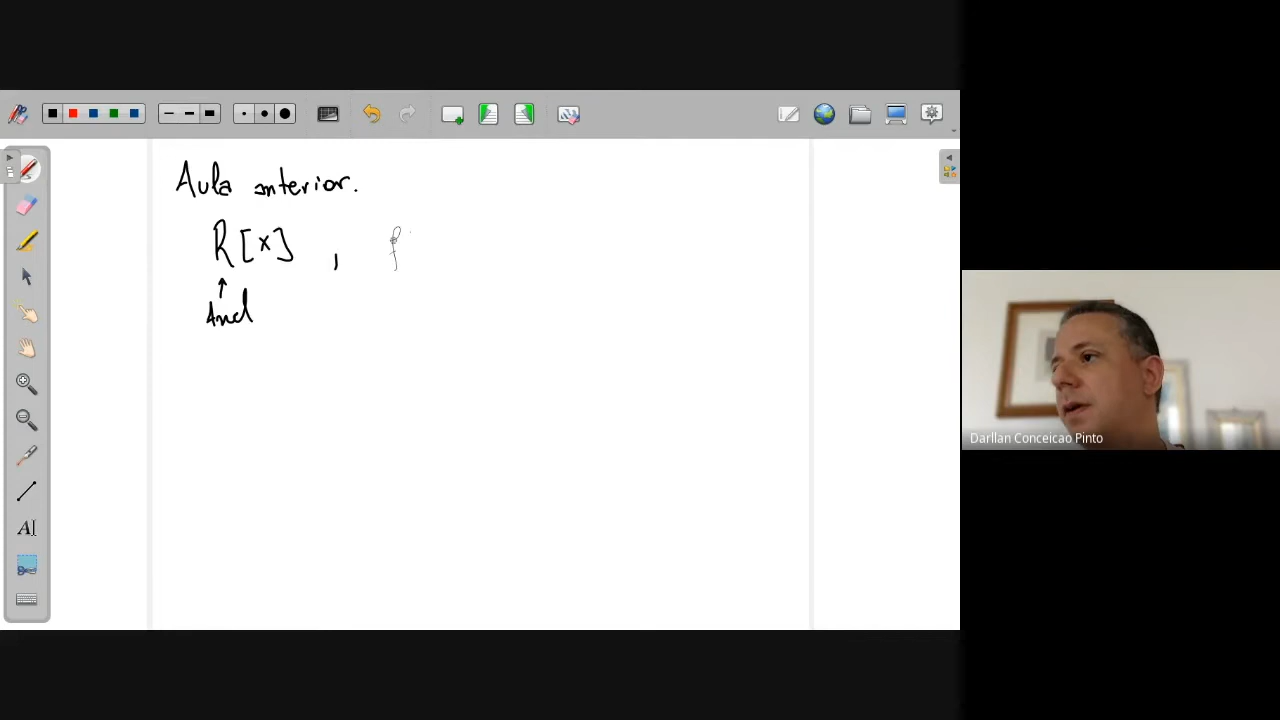 Aula anterior.
R[x] , f
↑
Anel
Darllan Conceicao Pinto